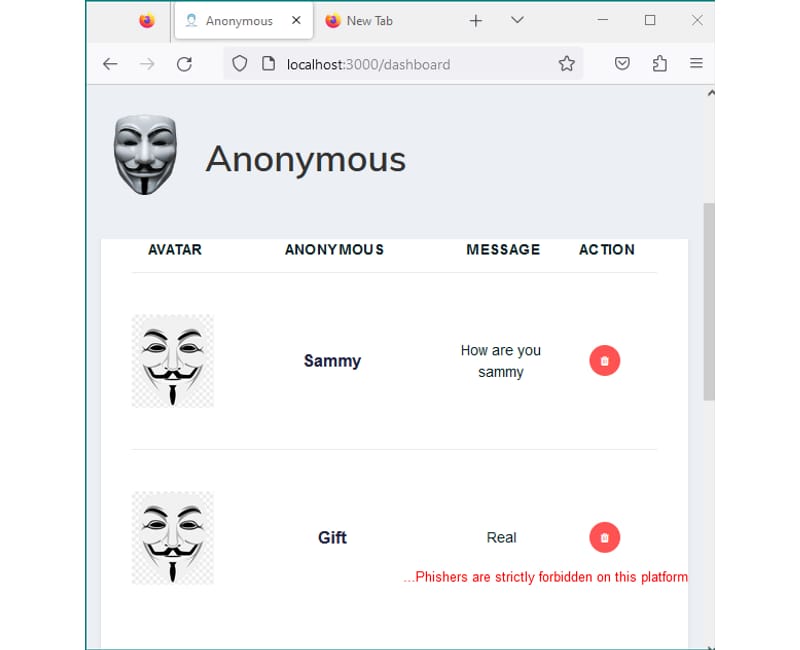 Anonymous
New Tab
localhost:3000/dashboard
Anonymous
AVATAR ANONYMOUS MESSAGE ACTION
Sammy
How are you
sammy
Gift
Real
...Phishers are strictly forbidden on this platform